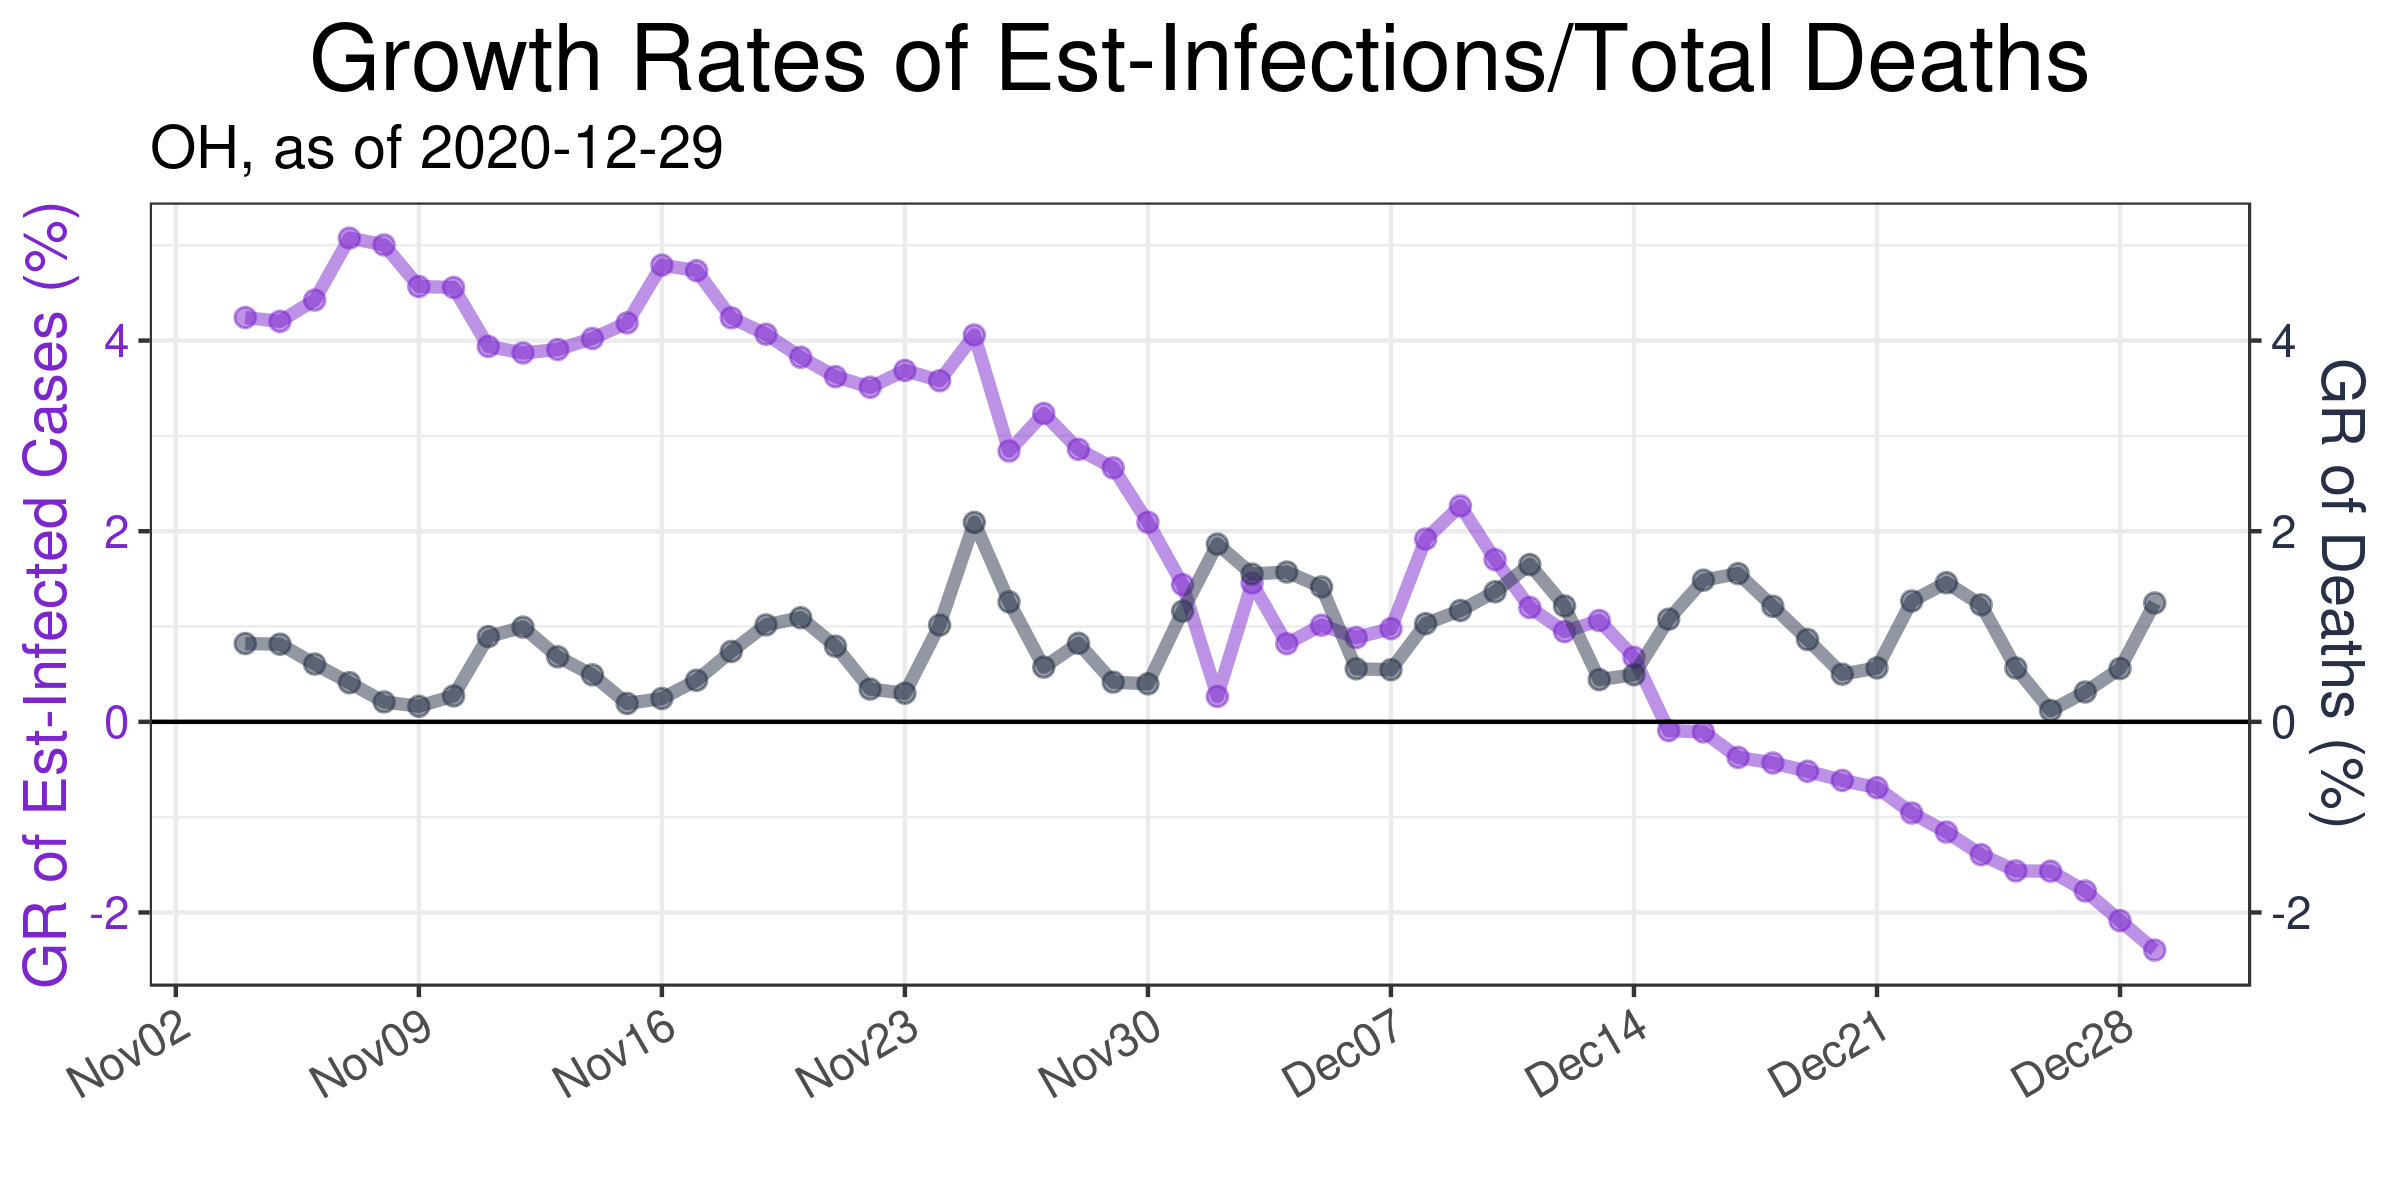 Growth Rates of Est-Infections/Total Deaths
OH, as of 2020-12-29
GR of Est-Infected Cases (%)
4
2
0
-2
4
2
0
-2
GR of Deaths (%)
Nov02
Nov09
Nov16
Nov23
Nov30
Dec07
Dec14
Dec21
Dec28